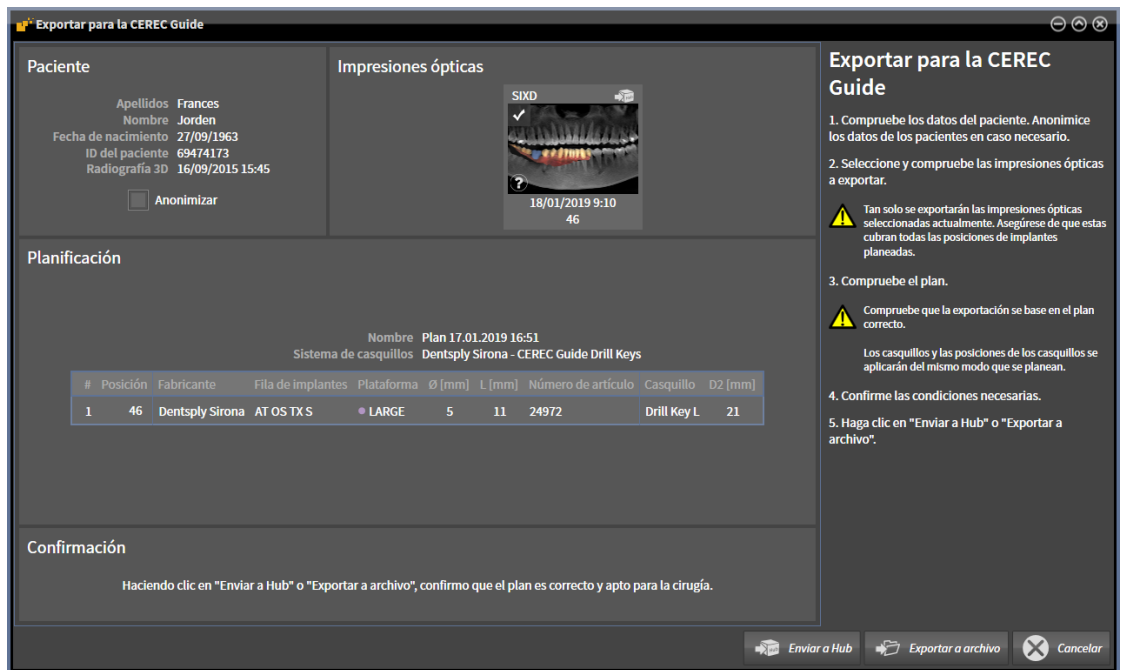 Exportar para la CEREC Guide
Paciente
Apellidos Frances
Nombre Jorden
Fecha de nacimiento 27/09/1963
ID del paciente 69474173
Radiografía 3D 16/09/2015 15:45
Anonimizar
Impresiones ópticas
SIXD
?
18/01/2019 9:10
46
Planificación
Nombre Plan 17.01.2019 16:51
Sistema de casquillos Dentsply Sirona - CEREC Guide Drill Keys
# Posición Fabricante Fila de implantes Plataforma Ø [mm] L [mm] Número de artículo Casquillo D2 [mm]
1 46 Dentsply Sirona AT OS TX S LARGE 5 11 24972 Drill Key L 21
Confirmación
Haciendo clic en "Enviar a Hub" o "Exportar a archivo", confirmo que el plan es correcto y apto para la cirugía.
Exportar para la CEREC
Guide
1. Compruebe los datos del paciente. Anonimice
los datos de los pacientes en caso necesario.
2. Seleccione y compruebe las impresiones ópticas
a exportar.
Tan solo se exportarán las impresiones ópticas
seleccionadas actualmente. Asegúrese de que estas
cubran todas las posiciones de implantes
planeadas.
3. Compruebe el plan.
Compruebe que la exportación se base en el plan
correcto.
Los casquillos y las posiciones de los casquillos se
aplicarán del mismo modo que se planean.
4. Confirme las condiciones necesarias.
5. Haga clic en "Enviar a Hub" o "Exportar a
archivo".
Enviar a Hub
Exportar a archivo
Cancelar